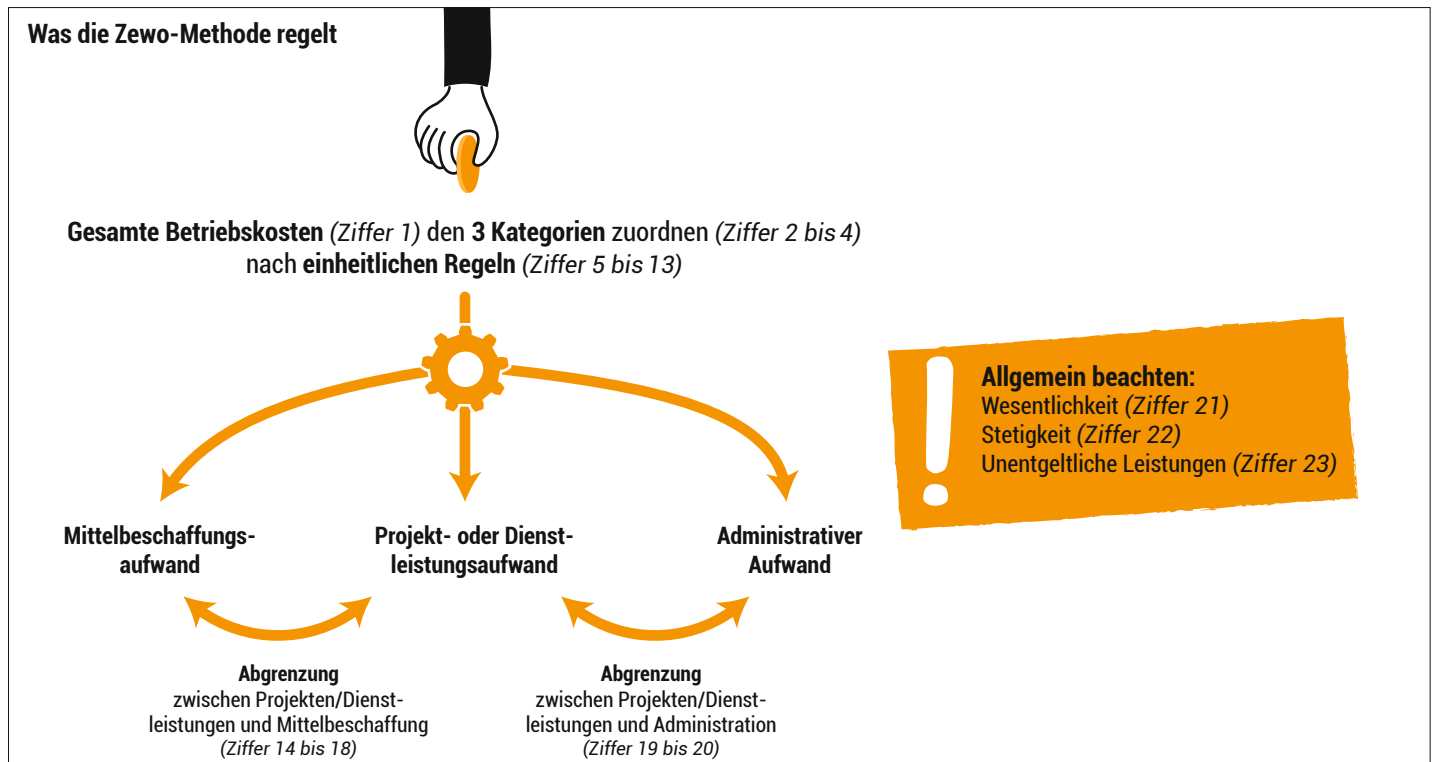 Was die Zewo-Methode regelt
Gesamte Betriebskosten (Ziffer 1) den 3 Kategorien zuordnen (Ziffer 2 bis 4)
nach einheitlichen Regeln (Ziffer 5 bis 13)
Allgemein beachten:
Wesentlichkeit (Ziffer 21)
Stetigkeit (Ziffer 22)
Unentgeltliche Leistungen (Ziffer 23)
Mittelbeschaffungs-
aufwand
Projekt- oder Dienst-
leistungsaufwand
Administrativer
Aufwand
Abgrenzung
zwischen Projekten/Dienst-
leistungen und Mittelbeschaffung
(Ziffer 14 bis 18)
Abgrenzung
zwischen Projekten/Dienst-
leistungen und Administration
(Ziffer 19 bis 20)